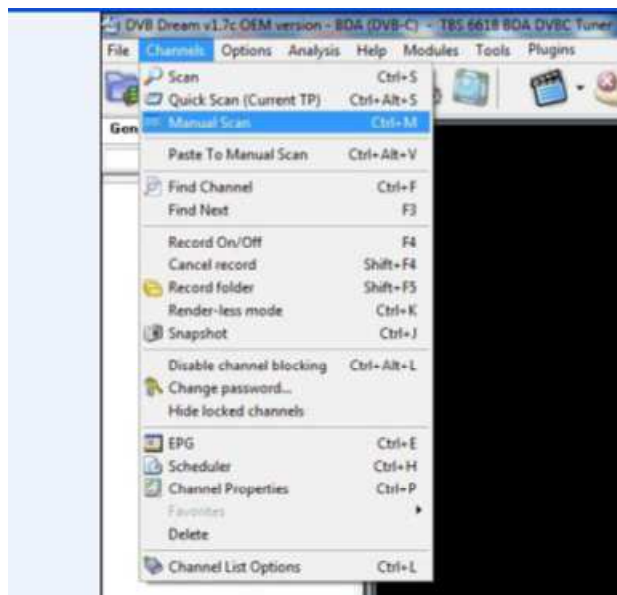 DVB Dream v1.7c OEM version - BDA (DVB-C) - TBS 6618 BDA DVBC Tuner
File Channels Options Analysis Help Modules Tools Plugins
Scan Ctrl+S
Quick Scan (Current TP) Ctrl+Alt+S
Gen
Manual Scan Ctrl+M
Paste To Manual Scan Ctrl+Alt+V
Find Channel Ctrl+F
Find Next F3
Record On/Off F4
Cancel record Shift+F4
Record folder Shift+F5
Render-less mode Ctrl+K
Snapshot Ctrl+J
Disable channel blocking Ctrl+Alt+L
Change password...
Hide locked channels
EPG Ctrl+E
Scheduler Ctrl+H
Channel Properties Ctrl+P
Favorites
Delete
Channel List Options Ctrl+L